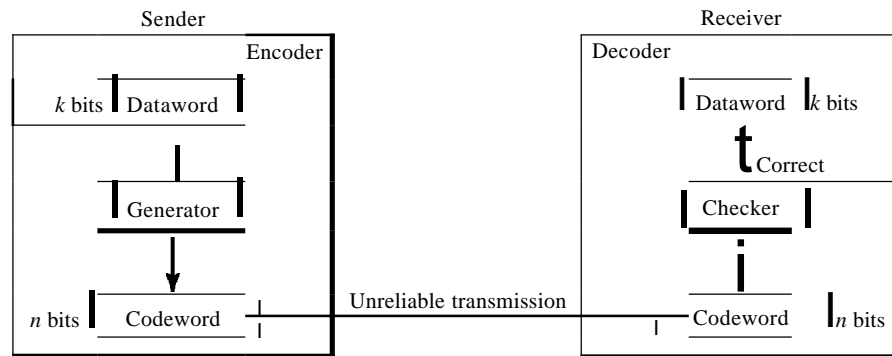 Sender
Receiver
Encoder
Decoder
k bits
Dataword
Dataword
k bits
t Correct
Generator
Checker
i
Unreliable transmission
n bits
Codeword
Codeword
n bits